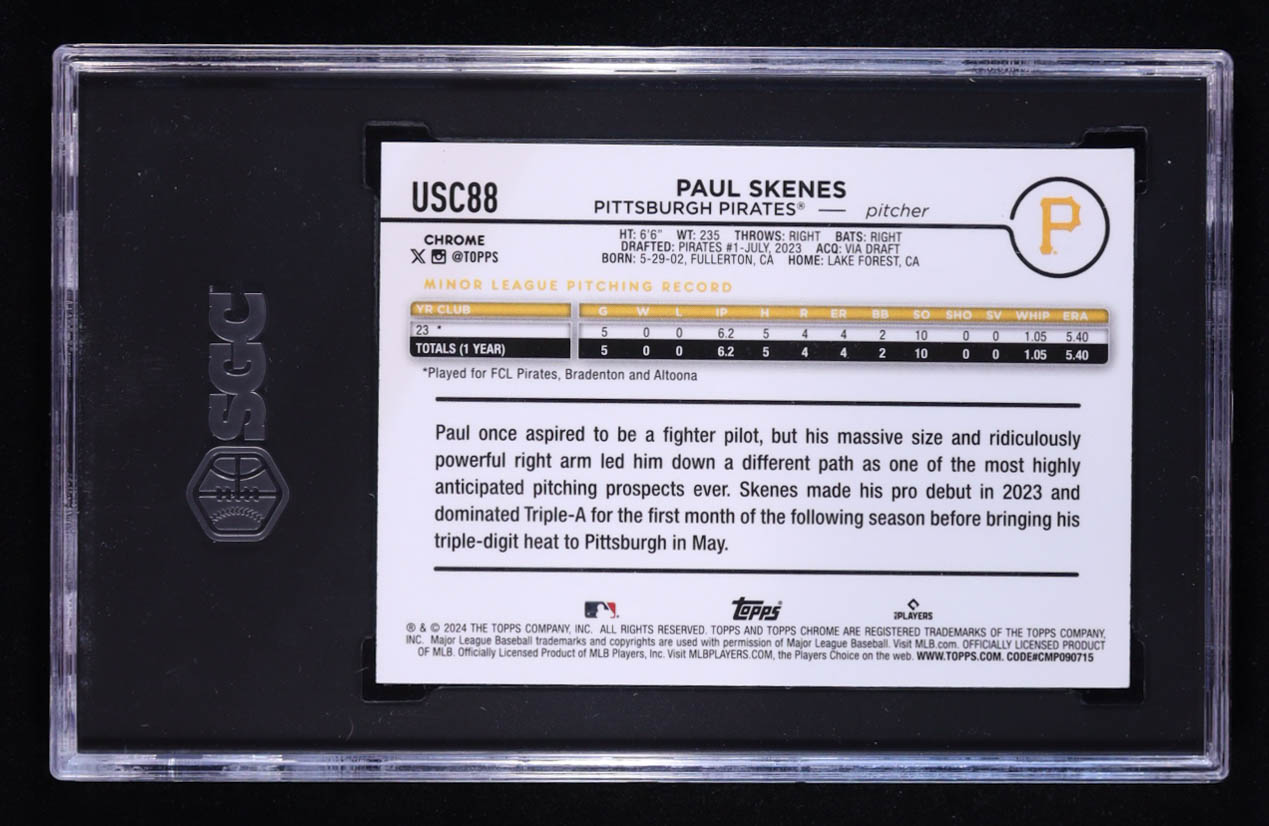 SGC
USC88
PAUL SKENES
PITTSBURGH PIRATES® — pitcher
P
CHROME
X @TOPPS
HT: 6'6" WT: 235 THROWS: RIGHT BATS: RIGHT
DRAFTED: PIRATES #1-JULY, 2023 ACQ: VIA DRAFT
BORN: 5-29-02, FULLERTON, CA HOME: LAKE FOREST, CA
MINOR LEAGUE PITCHING RECORD
YR CLUB G W L IP H R ER BB SO SHO SV WHIP ERA
23 * 5 0 0 6.2 5 4 4 2 10 0 0 1.05 5.40
TOTALS (1 YEAR) 5 0 0 6.2 5 4 4 2 10 0 0 1.05 5.40
*Played for FCL Pirates, Bradenton and Altoona
Paul once aspired to be a fighter pilot, but his massive size and ridiculously
powerful right arm led him down a different path as one of the most highly
anticipated pitching prospects ever. Skenes made his pro debut in 2023 and
dominated Triple-A for the first month of the following season before bringing his
triple-digit heat to Pittsburgh in May.
topps
PLAYERS
® & © 2024 THE TOPPS COMPANY, INC. ALL RIGHTS RESERVED. TOPPS AND TOPPS CHROME ARE REGISTERED TRADEMARKS OF THE TOPPS COMPANY,
INC. Major League Baseball trademarks and copyrights are used with permission of Major League Baseball. Visit MLB.com. OFFICIALLY LICENSED PRODUCT
OF MLB. Officially Licensed Product of MLB Players, Inc. Visit MLBPLAYERS.COM, the Players Choice on the web. WWW.TOPPS.COM. CODE#CMP090715